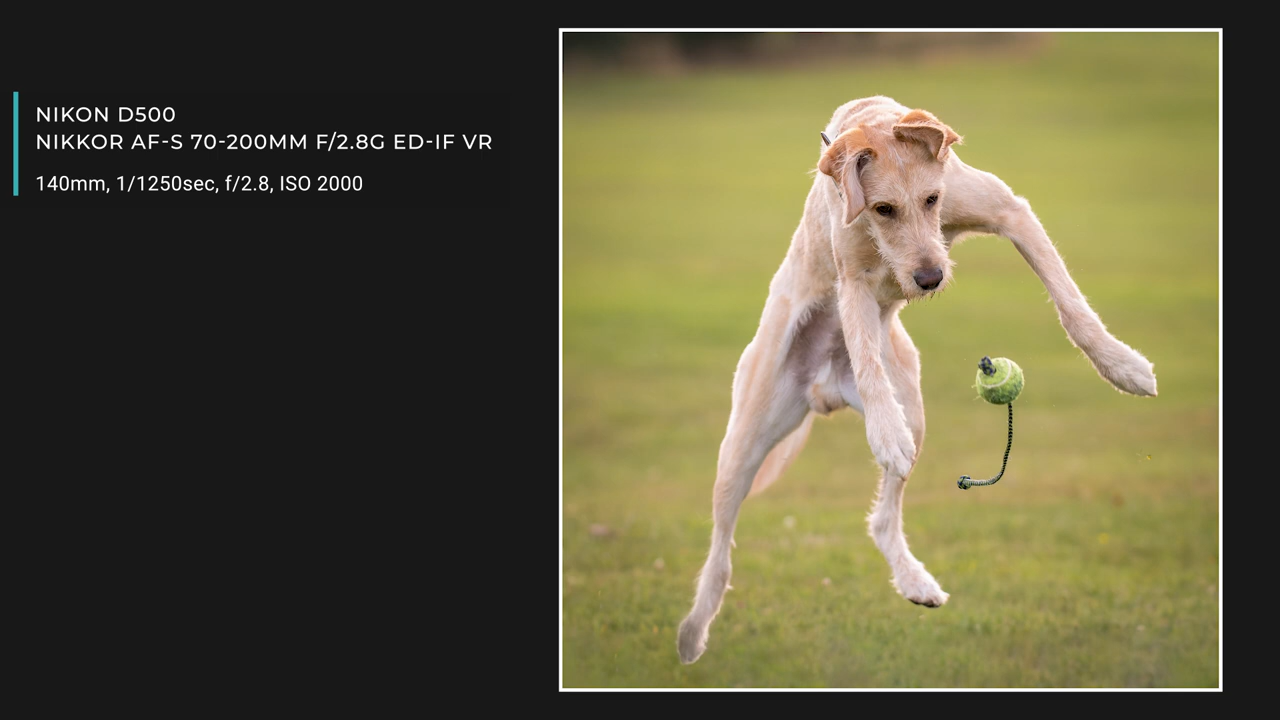 NIKON D500
NIKKOR AF-S 70-200MM F/2.8G ED-IF VR
140mm, 1/1250sec, f/2.8, ISO 2000